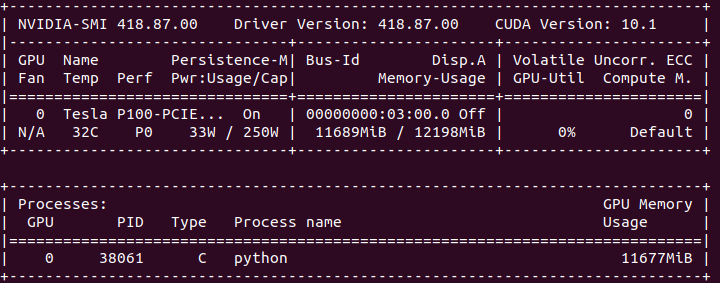 +-----------------------------------------------------------------------------+
| NVIDIA-SMI 418.87.00    Driver Version: 418.87.00    CUDA Version: 10.1     |
|-------------------------------+----------------------+----------------------+
| GPU  Name        Persistence-M| Bus-Id        Disp.A | Volatile Uncorr. ECC |
| Fan  Temp  Perf  Pwr:Usage/Cap|         Memory-Usage | GPU-Util  Compute M. |
|===============================+======================+======================|
|   0  Tesla P100-PCIE...  On   | 00000000:03:00.0 Off |                    0 |
| N/A   32C    P0    33W / 250W |  11689MiB / 12198MiB |      0%      Default |
+-------------------------------+----------------------+----------------------+
+-----------------------------------------------------------------------------+
| Processes:                                                       GPU Memory |
|  GPU       PID   Type   Process name                             Usage      |
|=============================================================================|
|    0     38061      C   python                                     11677MiB |
+-----------------------------------------------------------------------------+